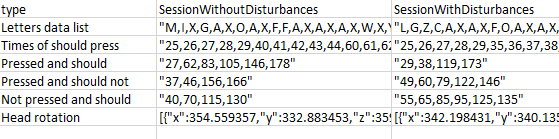 type SessionWithoutDisturbances SessionWithDisturbances
Letters data list "M,I,X,G,A,X,O,A,X,F,F,A,X,A,X,A,X,W,X,Y "L,G,Z,C,A,X,A,X,F,O,A,X,A,X,
Times of should press "25,26,27,28,29,40,41,42,43,44,60,61,62 "25,26,27,28,29,35,36,37,38,
Pressed and should "27,62,83,105,146,178" "29,38,119,173"
Pressed and should not "37,46,156,166" "49,60,79,122,146"
Not pressed and should "40,70,115,130" "55,65,85,95,125,135"
Head rotation [{"x":354.559357,"y":332.883453,"z":359 [{"x":342.198431,"y":340.135